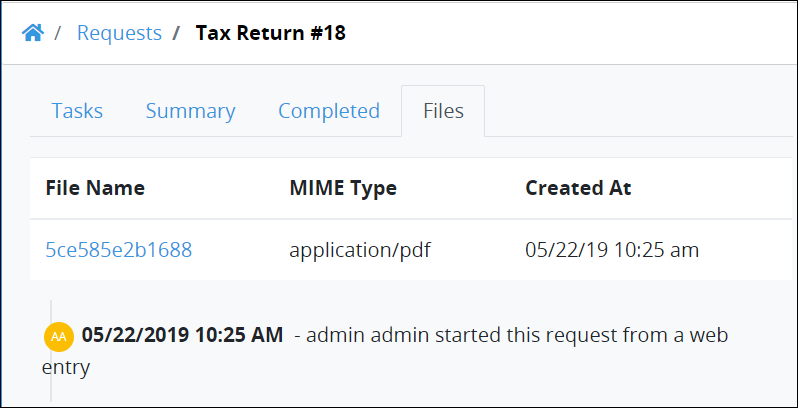 / Requests / Tax Return #18
Tasks Summary Completed Files
File Name MIME Type Created At
5ce585e2b1688 application/pdf 05/22/19 10:25 am
AA 05/22/2019 10:25 AM - admin admin started this request from a web
entry